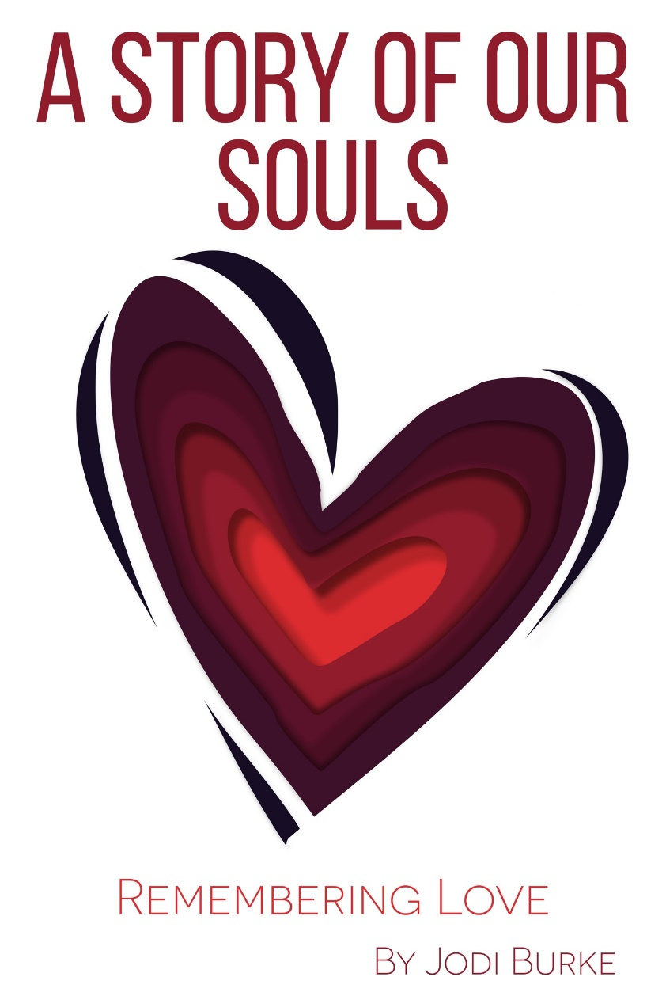 A STORY OF OUR
SOULS
REMEMBERING LOVE
BY JODI BURKE